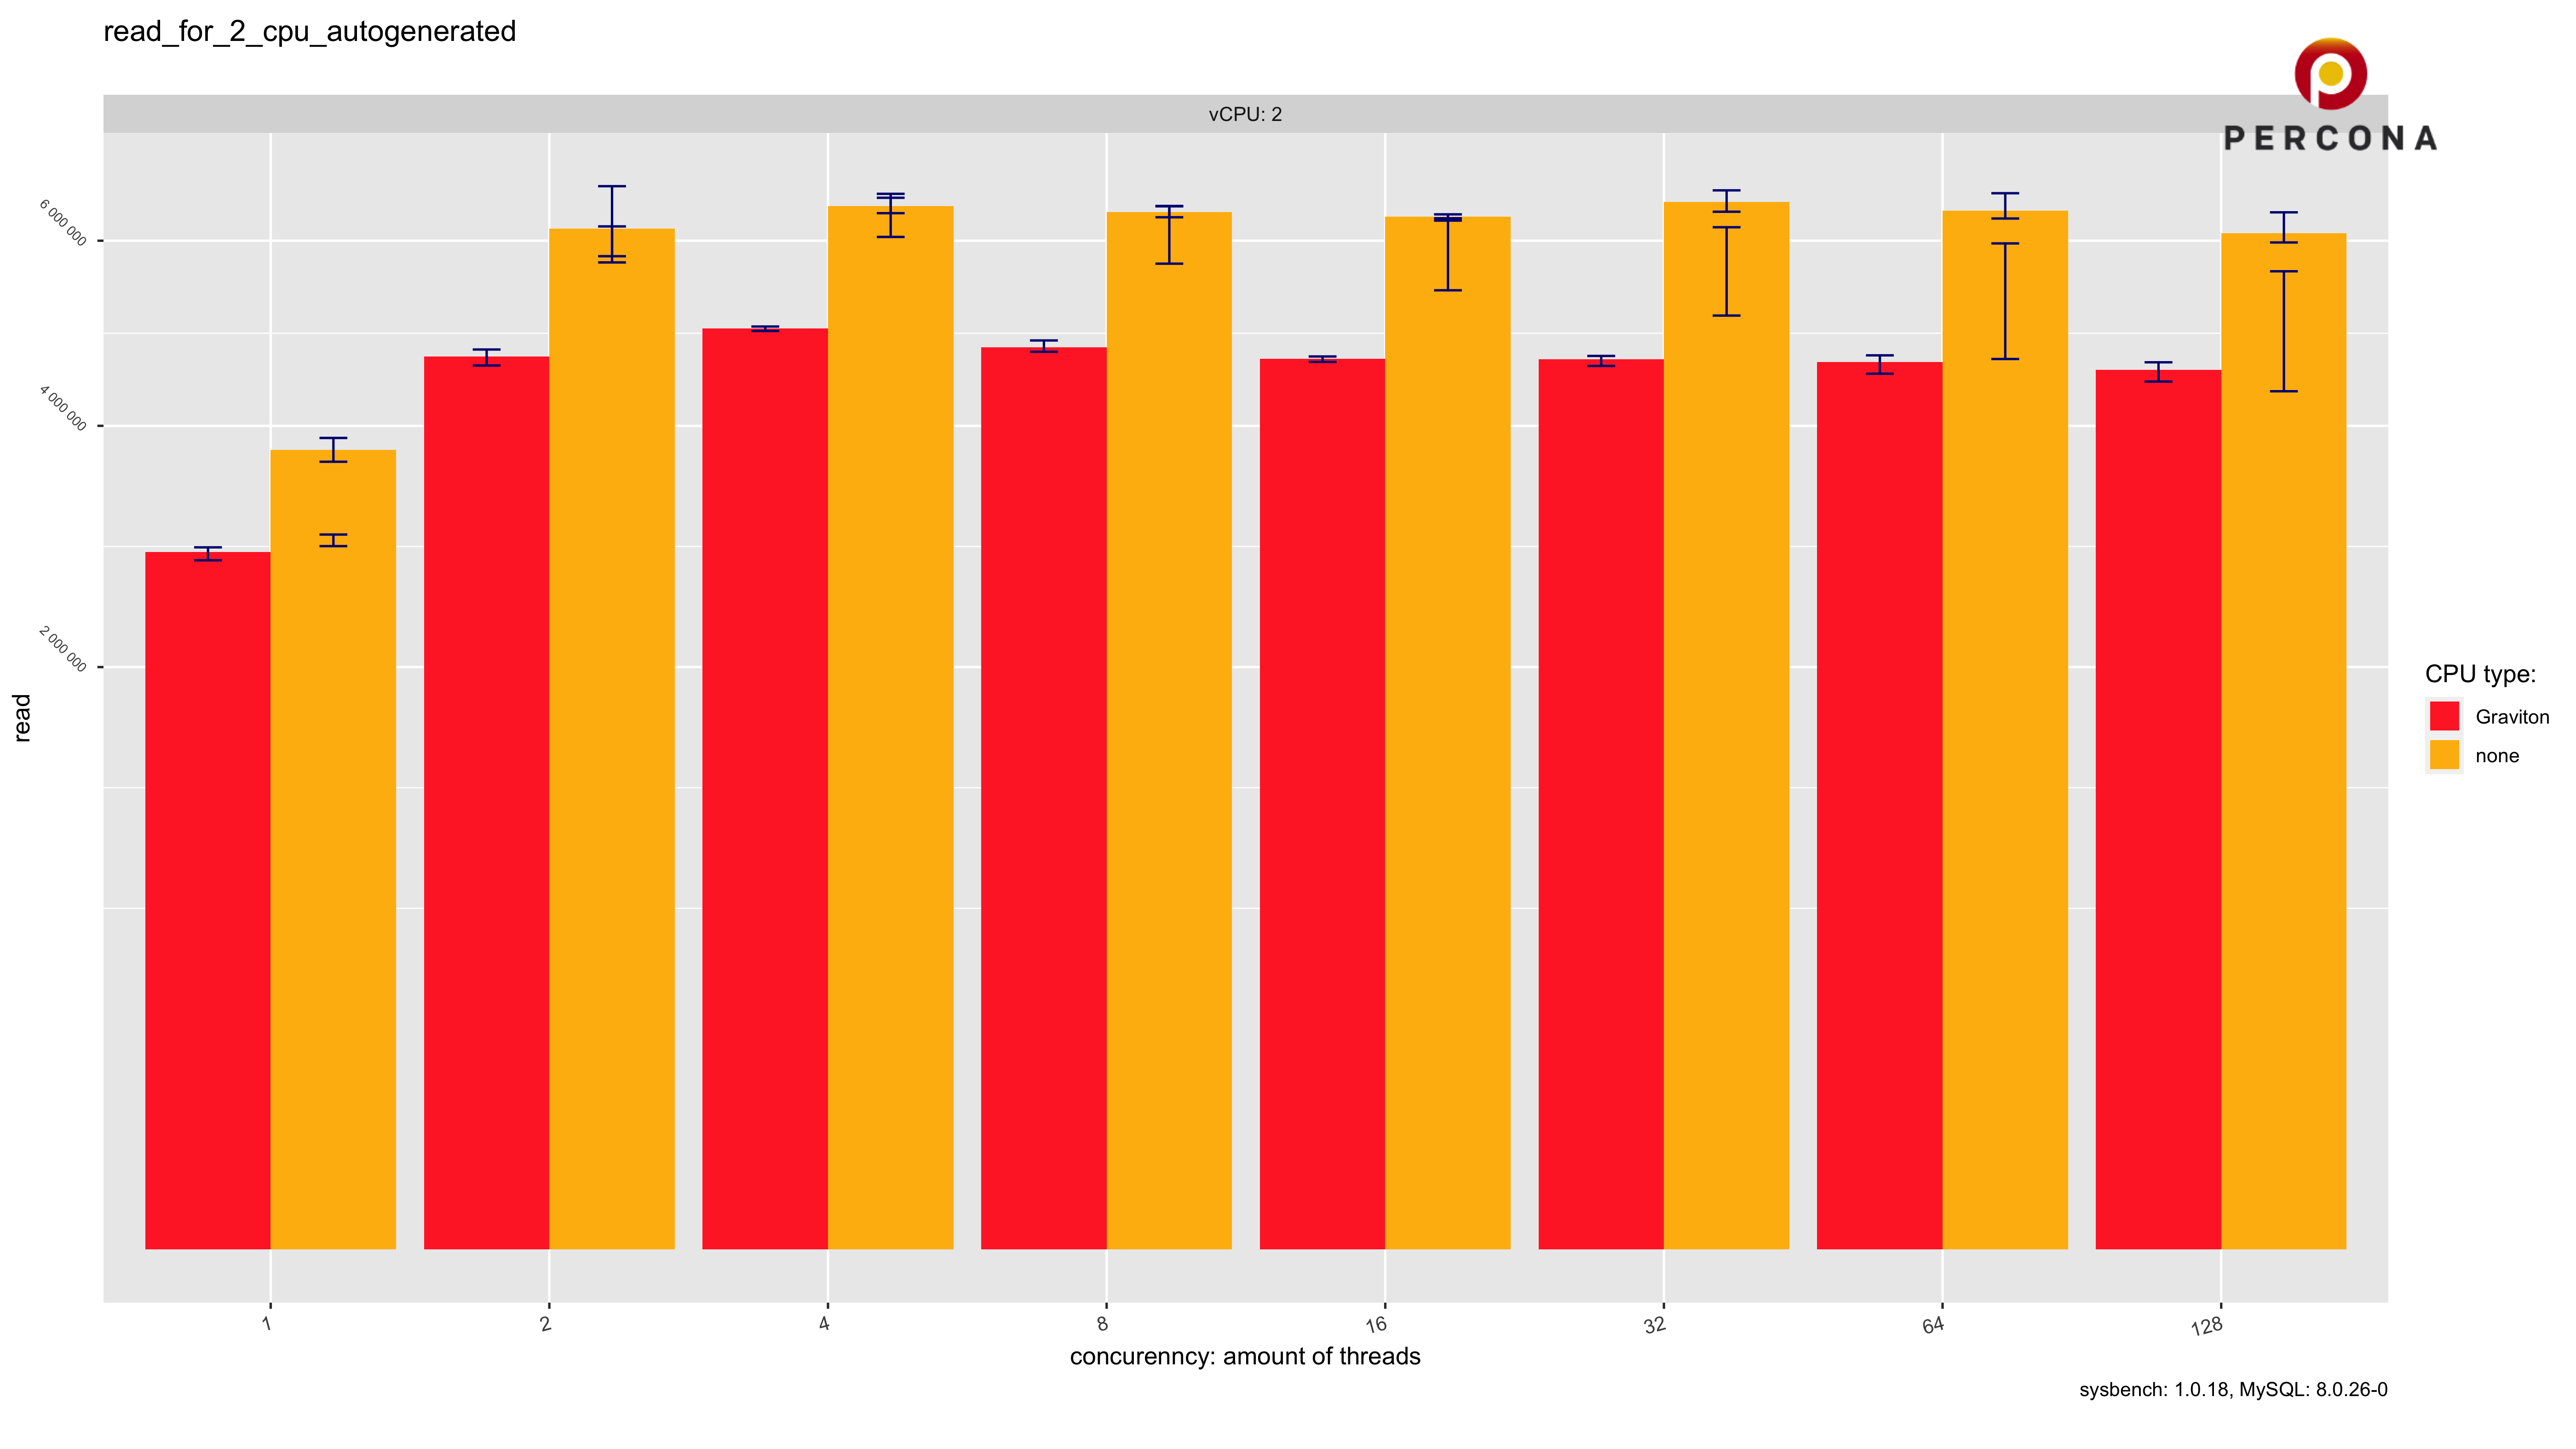 read_for_2_cpu_autogenerated
PERCONA
vCPU: 2
6 000 000
4 000 000
2 000 000
read
CPU type:
Graviton
none
1
2
4
8
16
32
64
128
concurenncy: amount of threads
sysbench: 1.0.18, MySQL: 8.0.26-0